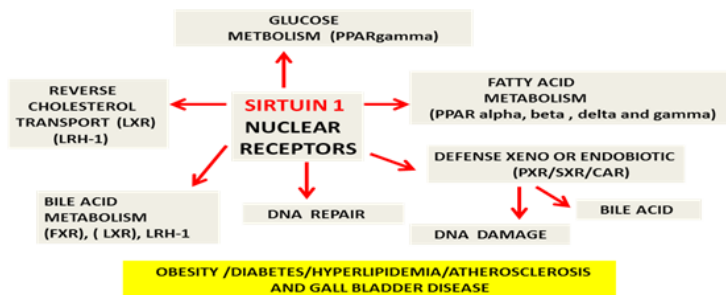 GLUCOSE
METBOLISM (PPARgamma)
REVERSE
CHOLESTEROL
TRANSPORT (LXR)
(LRH-1)
SIRTUIN 1
NUCLEAR
RECEPTORS
FATTY ACID
METABOLISM
(PPAR alpha, beta , delta and gamma)
DEFENSE XENO OR ENDOBIOTIC
(PXR/SXR/CAR)
BILE ACID
METABOLISM
(FXR), ( LXR), LRH-1
DNA REPAIR
BILE ACID
DNA DAMAGE
OBESITY /DIABETES/HYPERLIPIDEMIA/ATHEROSCLEROSIS
AND GALL BLADDER DISEASE